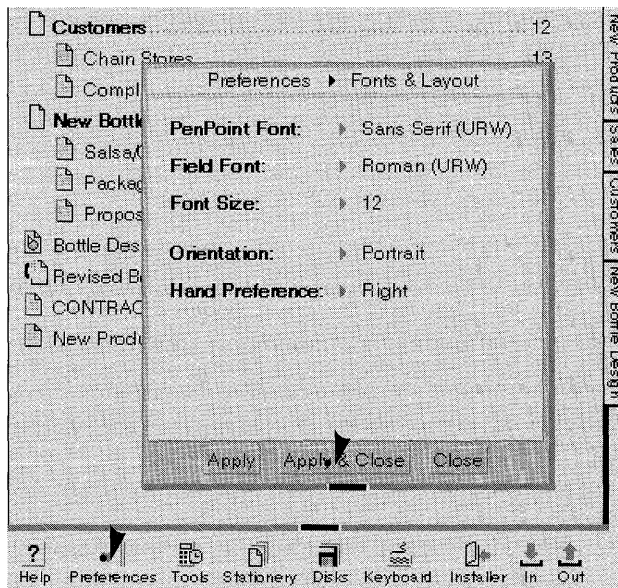 Customers 12
Chain Stores 13
Compl
New Bottl
Salsa/
Packag
Propos
Bottle Des
Revised B
CONTRAC
New Produ
Preferences Fonts & Layout
PenPoint Font: Sans Serif (URW)
Field Font: Roman (URW)
Font Size: 12
Orientation: Portrait
Hand Preference: Right
Apply Apply & Close Close
New Products
Sales
Customers
New Bottle Design
? Help Preferences Tools Stationery Disks Keyboard Installer In Out